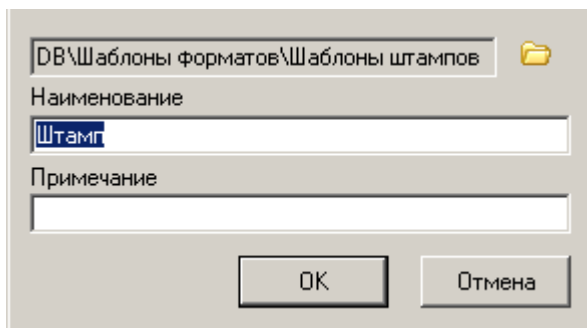 DB\Шаблоны форматов\Шаблоны штампов
Наименование
Штамп
Примечание
OK
Отмена